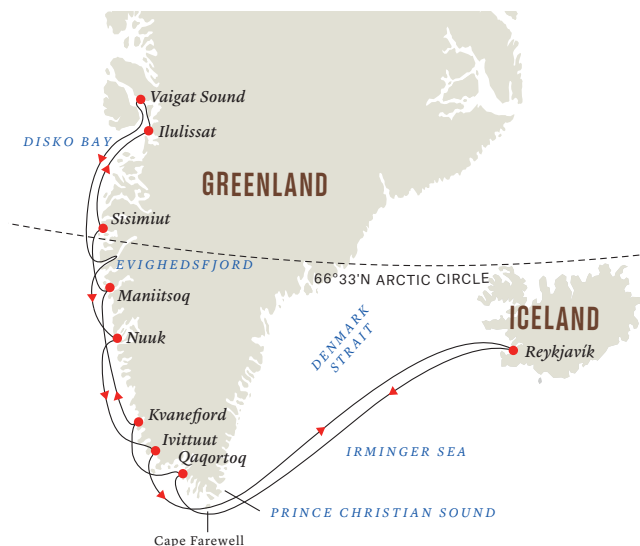 Vaigat Sound
DISKO BAY
Ilulissat
GREENLAND
Sisimiut
EVIGHEDSFJORD
66°33'N ARCTIC CIRCLE
Maniitsoq
DENMARK
STRAIT
ICELAND
Nuuk
Reykjavík
Kvanefjord
Ivittuut
Qaqortoq
IRMINGER SEA
PRINCE CHRISTIAN SOUND
Cape Farewell